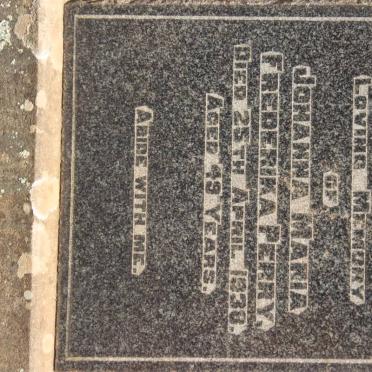 LOVING MEMORY
OF
JOHANNA MARIA
FREDERIKA PERRY
DIED 25TH APRIL 1938.
AGED 49 YEARS.
ABIDE WITH ME.